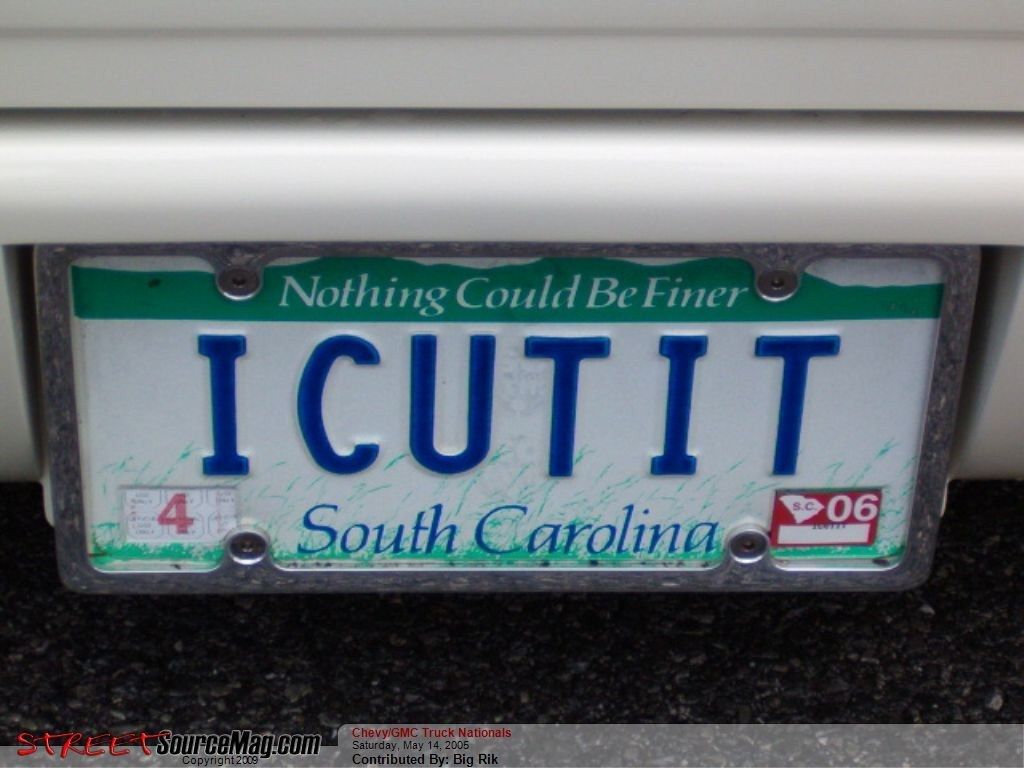 Nothing Could Be Finer
ICUTIT
4
S.C. 06
South Carolina
STREETSourceMag.com
Copyright 2009
Chevy/GMC Truck Nationals
Saturday, May 14, 2005
Contributed By: Big Rik